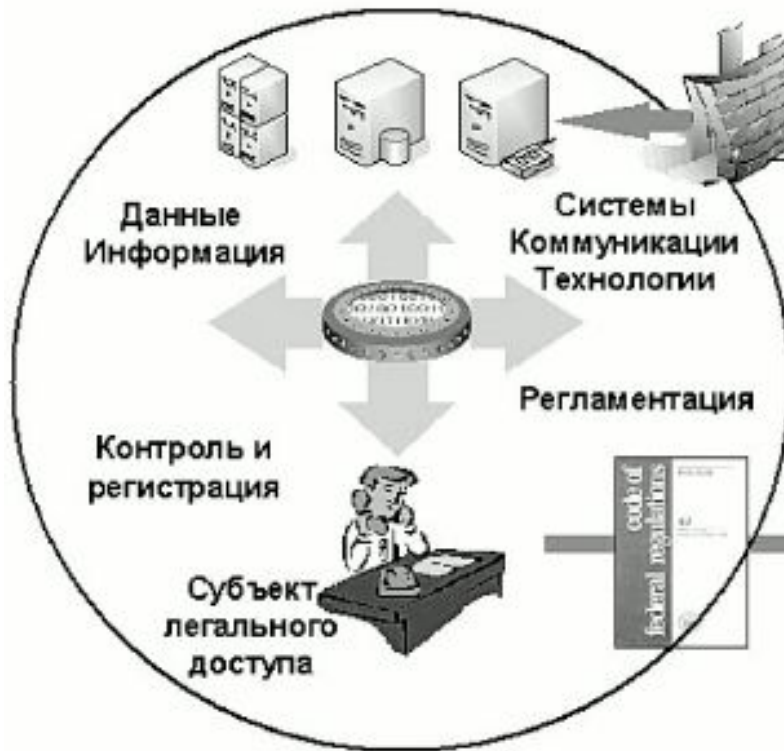 Данные
Информация
Системы
Коммуникации
Технологии
Регламентация
Контроль и
регистрация
code of
federal regulations
Субъект
легального
доступа